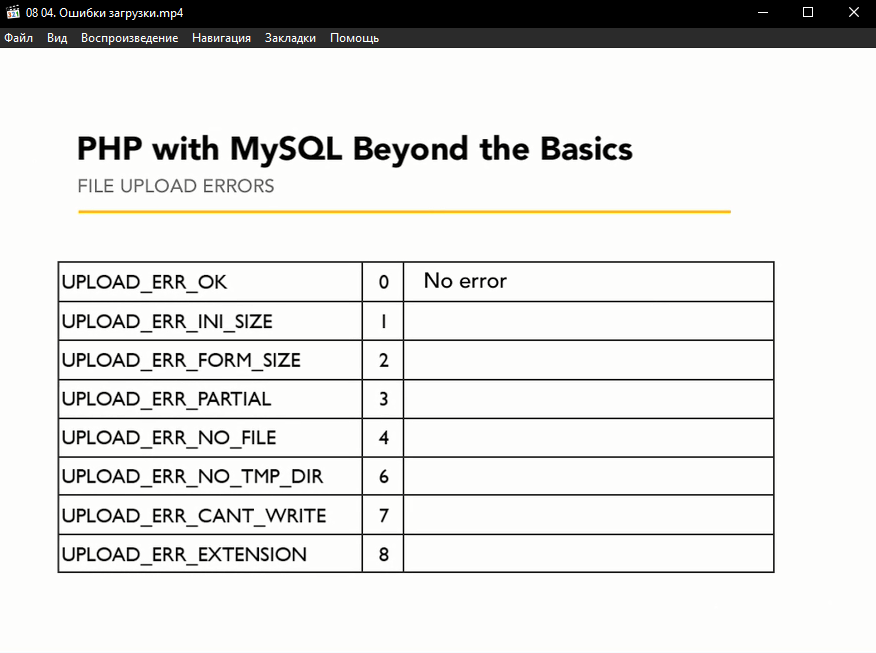 08 04. Ошибки загрузки.mp4
Файл Вид Воспроизведение Навигация Закладки Помощь
PHP with MySQL Beyond the Basics
FILE UPLOAD ERRORS
UPLOAD_ERR_OK 0 No error
UPLOAD_ERR_INI_SIZE 1
UPLOAD_ERR_FORM_SIZE 2
UPLOAD_ERR_PARTIAL 3
UPLOAD_ERR_NO_FILE 4
UPLOAD_ERR_NO_TMP_DIR 6
UPLOAD_ERR_CANT_WRITE 7
UPLOAD_ERR_EXTENSION 8